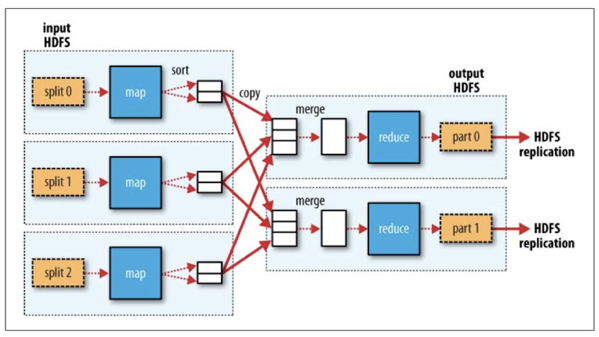 input
HDFS
sort
split 0
map
copy
output
HDFS
merge
reduce
part 0
HDFS
replication
split 1
map
merge
reduce
part 1
HDFS
replication
split 2
map